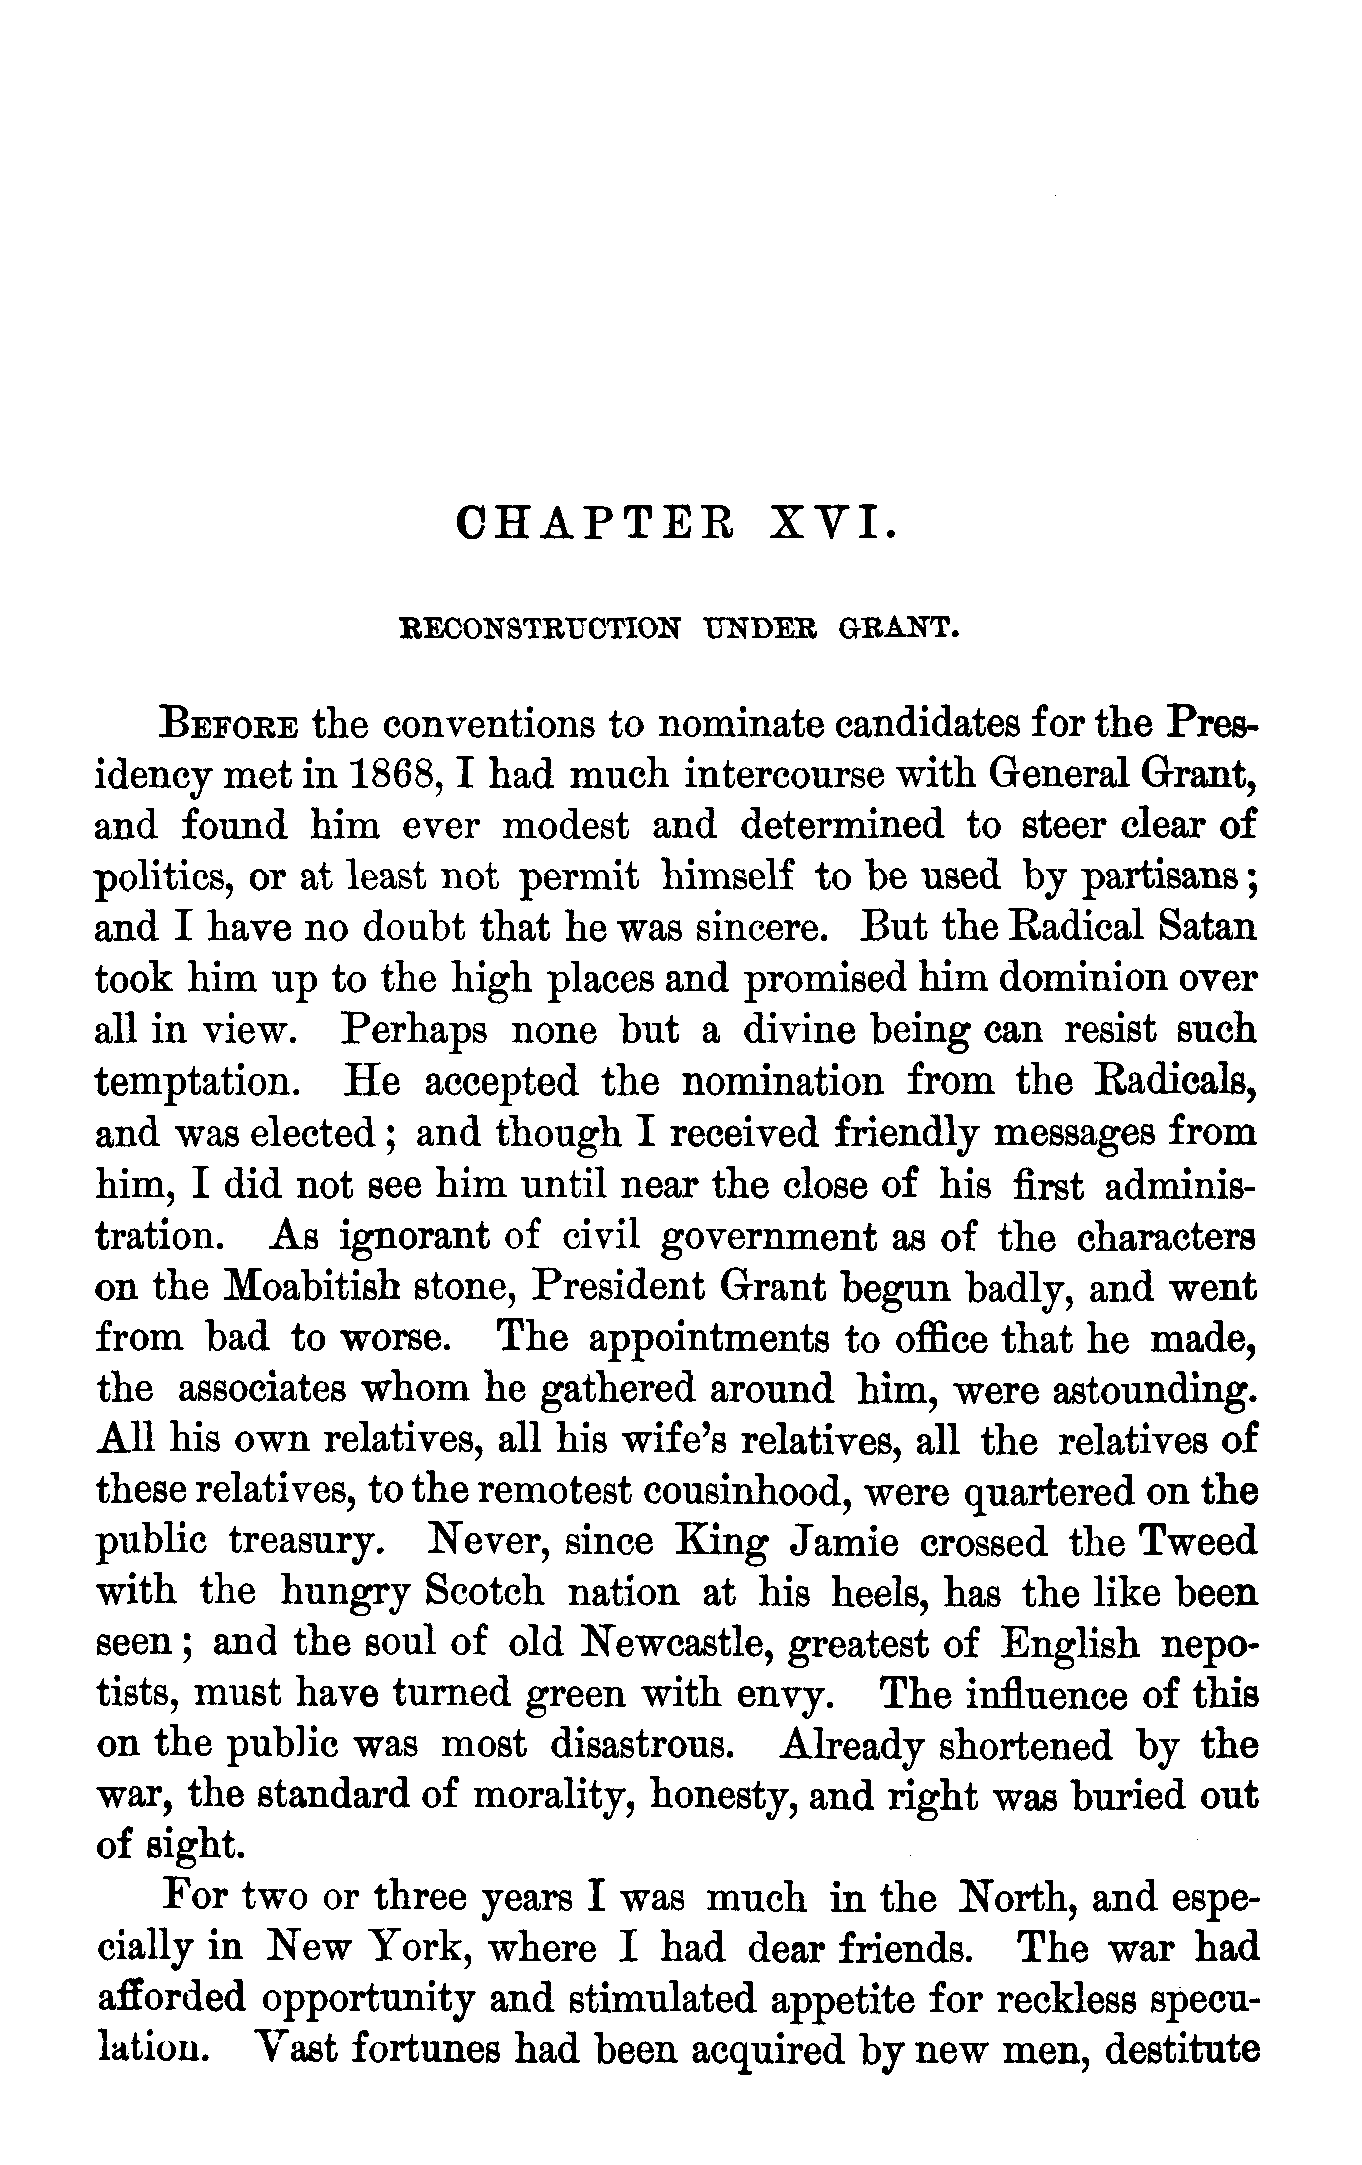 CHAPTER XVI.
RECONSTRUCTION UNDER GRANT.
BEFORE the conventions to nominate candidates for the Pres-
idency met in 1868, I had much intercourse with General Grant,
and found him ever modest and determined to steer clear of
politics, or at least not permit himself to be used by partisans;
and I have no doubt that he was sincere. But the Radical Satan
took him up to the high places and promised him dominion over
all in view. Perhaps none but a divine being can resist such
temptation. He accepted the nomination from the Radicals,
and was elected; and though I received friendly messages from
him, I did not see him until near the close of his first adminis-
tration. As ignorant of civil government as of the characters
on the Moabitish stone, President Grant begun badly, and went
from bad to worse. The appointments to office that he made,
the associates whom he gathered around him, were astounding.
All his own relatives, all his wife's relatives, all the relatives of
these relatives, to the remotest cousinhood, were quartered on the
public treasury. Never, since King Jamie crossed the Tweed
with the hungry Scotch nation at his heels, has the like been
seen; and the soul of old Newcastle, greatest of English nepo-
tists, must have turned green with envy. The influence of this
on the public was most disastrous. Already shortened by the
war, the standard of morality, honesty, and right was buried out
of sight.
For two or three years I was much in the North, and espe-
cially in New York, where I had dear friends. The war had
afforded opportunity and stimulated appetite for reckless specu-
lation. Vast fortunes had been acquired by new men, destitute